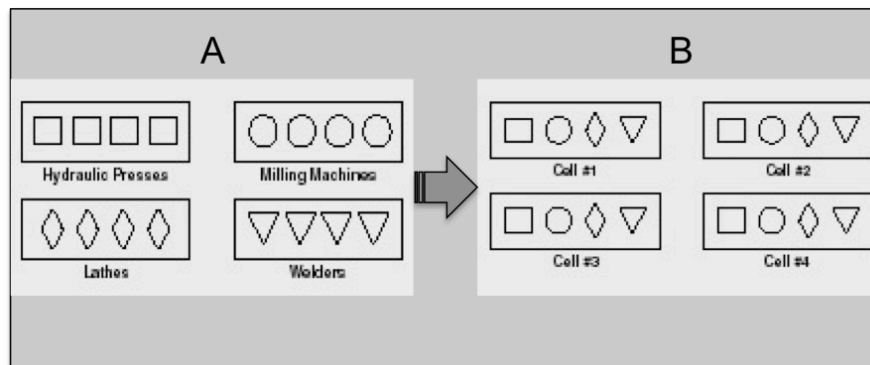 A
B
Hydraulic Presses
Milling Machines
Lathes
Welders
Cell #1
Cell #2
Cell #3
Cell #4